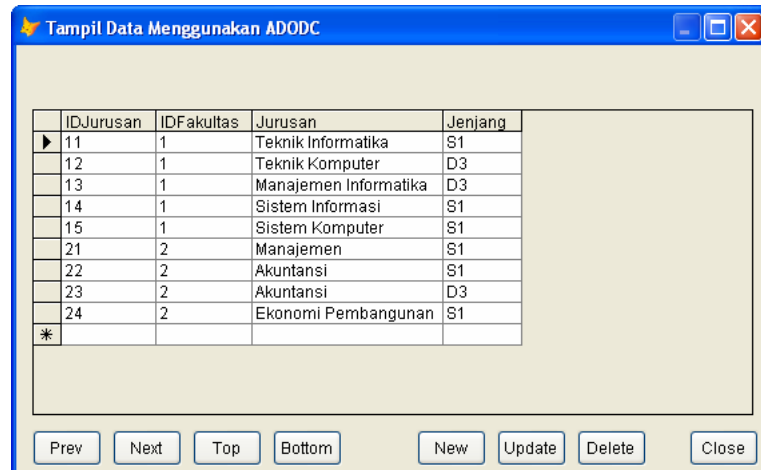 Tampil Data Menggunakan ADODC
IDJurusan IDFakultas Jurusan Jenjang
11 1 Teknik Informatika S1
12 1 Teknik Komputer D3
13 1 Manajemen Informatika D3
14 1 Sistem Informasi S1
15 1 Sistem Komputer S1
21 2 Manajemen S1
22 2 Akuntansi S1
23 2 Akuntansi D3
24 2 Ekonomi Pembangunan S1
Prev Next Top Bottom New Update Delete Close